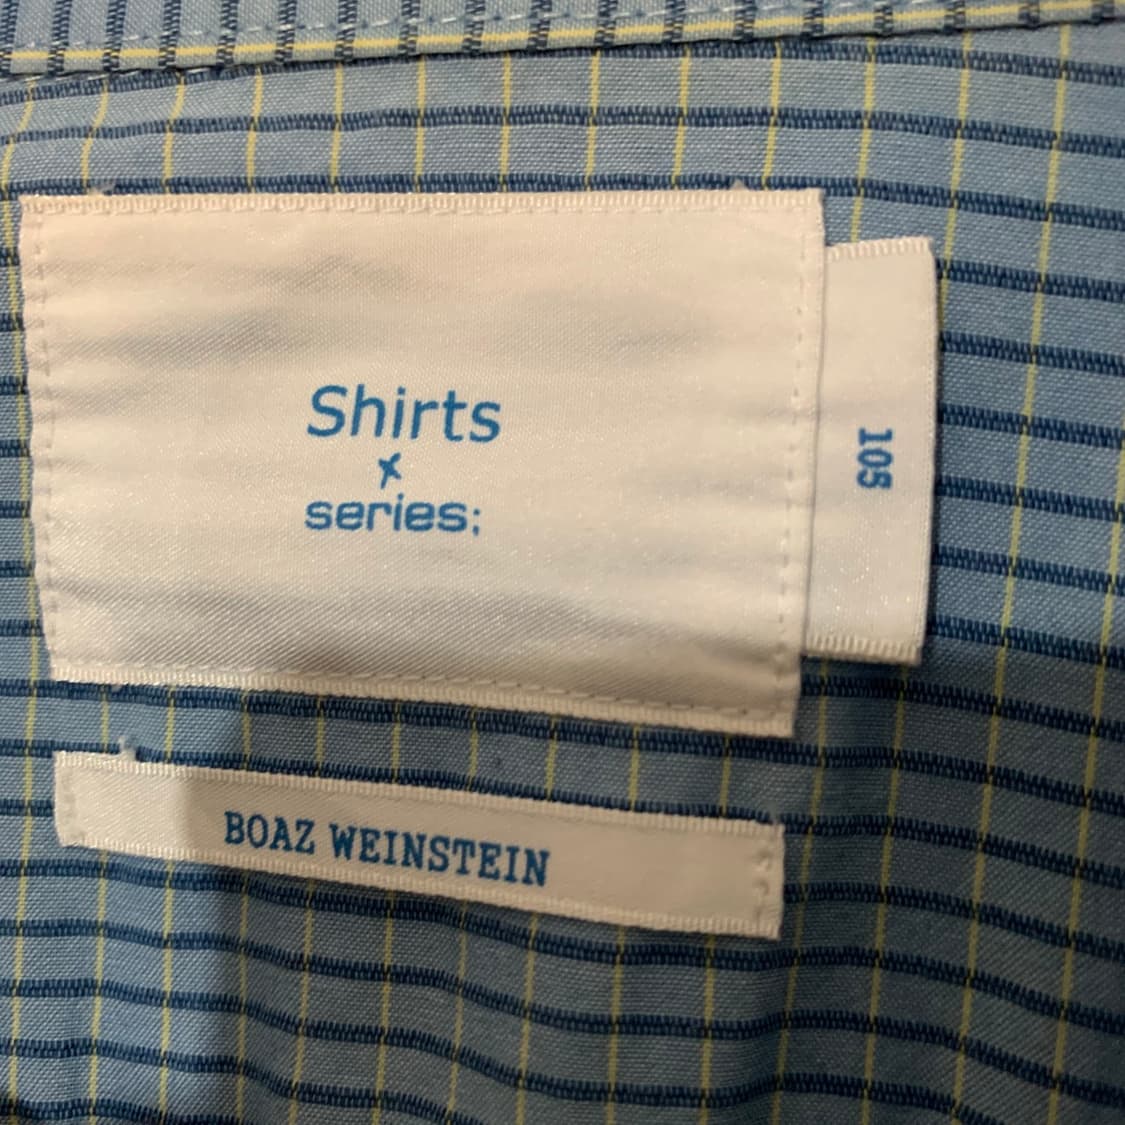 Shirts
x
series;
105
BOAZ WEINSTEIN